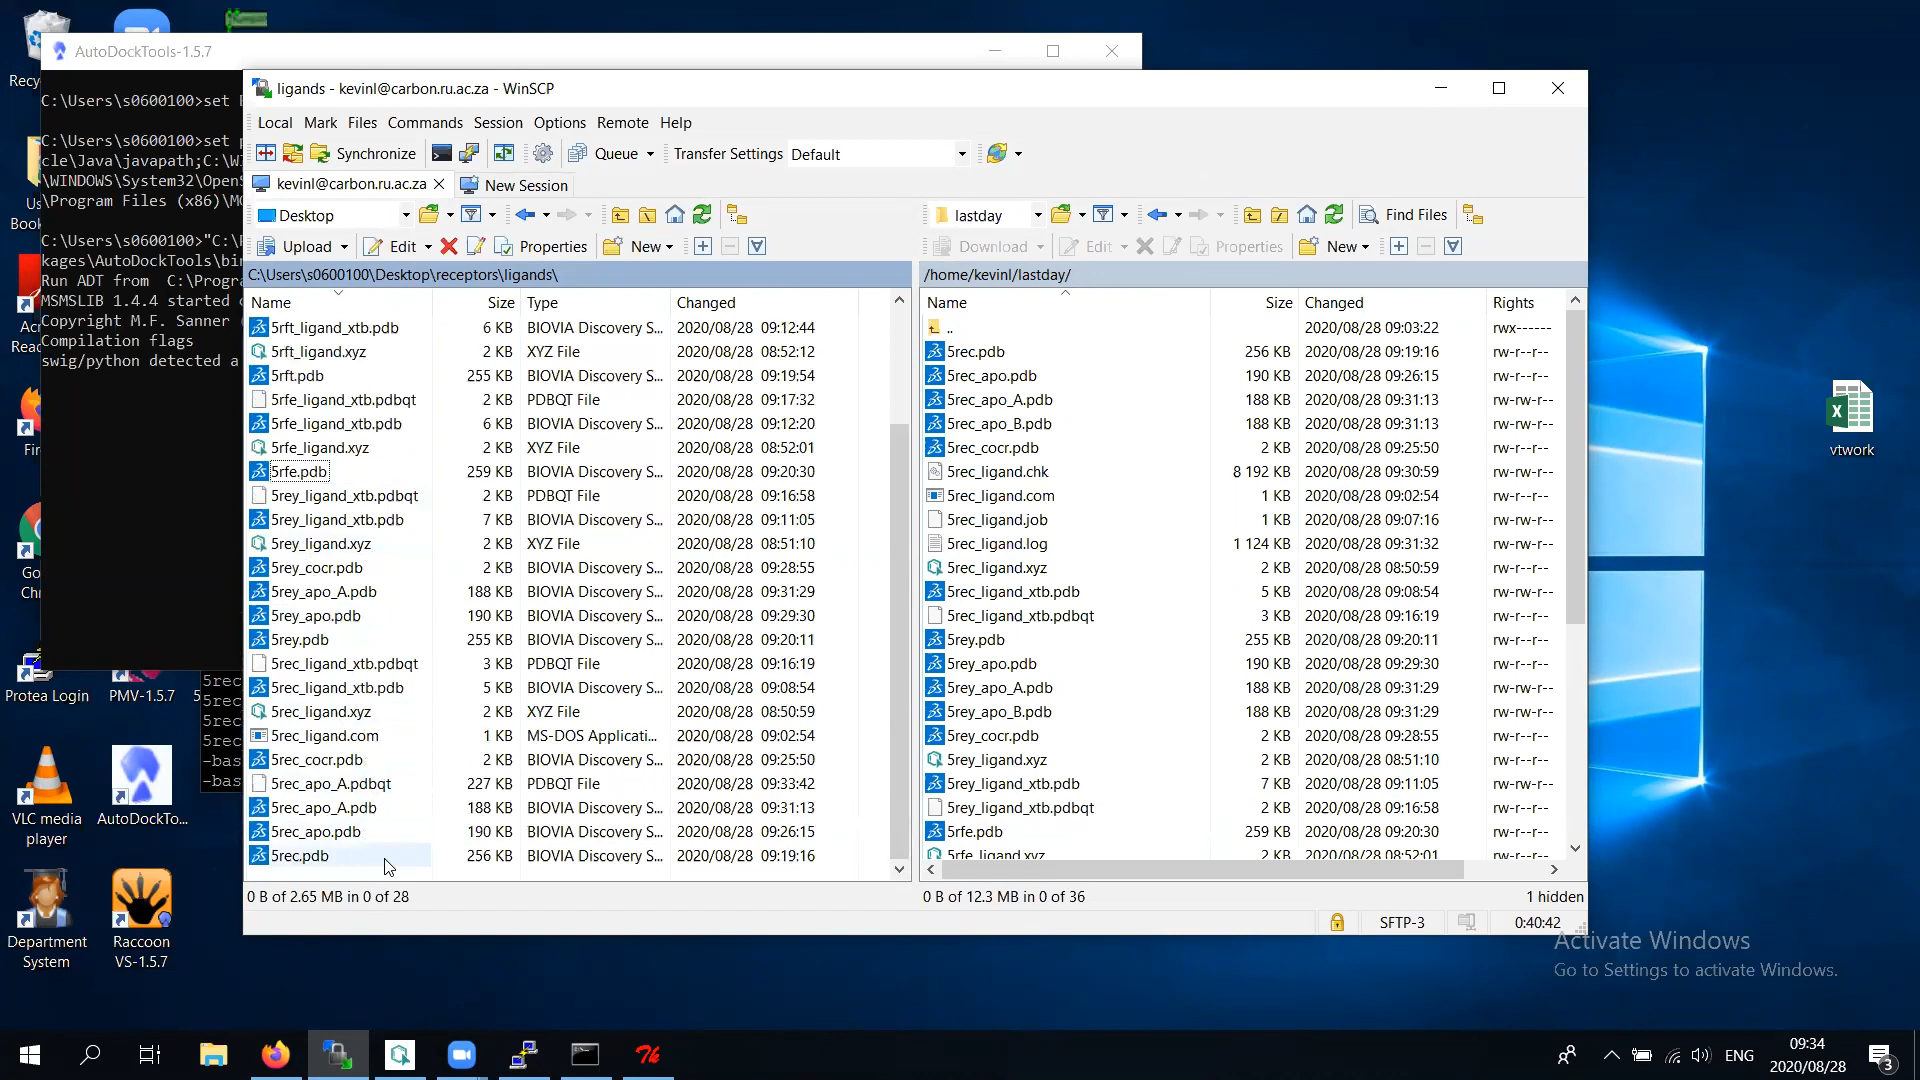 AutoDockTools-1.5.7
C:\Users\s0600100>set
C:\Users\s0600100>set
cle\Java\javapath;C:\W
\WINDOWS\System32\OpenS
\Program Files (x86)\M
C:\Users\s0600100>"C:\
kages\AutoDockTools\bin
Run ADT from C:\Progr
MSMSLIB 1.4.4 started
Copyright M.F. Sanner
Compilation flags
swig/python detected a
ligands - kevinl@carbon.ru.ac.za - WinSCP
Local Mark Files Commands Session Options Remote Help
Synchronize Queue Transfer Settings Default
kevinl@carbon.ru.ac.za New Session
Desktop
Upload Edit Properties New
C:\Users\s0600100\Desktop\receptors\ligands\
Name Size Type Changed
5rft_ligand_xtb.pdb 6 KB BIOVIA Discovery S... 2020/08/28 09:12:44
5rft_ligand.xyz 2 KB XYZ File 2020/08/28 08:52:12
5rft.pdb 255 KB BIOVIA Discovery S... 2020/08/28 09:19:54
5rfe_ligand_xtb.pdbqt 2 KB PDBQT File 2020/08/28 09:17:32
5rfe_ligand_xtb.pdb 6 KB BIOVIA Discovery S... 2020/08/28 09:12:20
5rfe_ligand.xyz 2 KB XYZ File 2020/08/28 08:52:01
5rfe.pdb 259 KB BIOVIA Discovery S... 2020/08/28 09:20:30
5rey_ligand_xtb.pdbqt 2 KB PDBQT File 2020/08/28 09:16:58
5rey_ligand_xtb.pdb 7 KB BIOVIA Discovery S... 2020/08/28 09:11:05
5rey_ligand.xyz 2 KB XYZ File 2020/08/28 08:51:10
5rey_cocr.pdb 2 KB BIOVIA Discovery S... 2020/08/28 09:28:55
5rey_apo_A.pdb 188 KB BIOVIA Discovery S... 2020/08/28 09:31:29
5rey_apo.pdb 190 KB BIOVIA Discovery S... 2020/08/28 09:29:30
5rey.pdb 255 KB BIOVIA Discovery S... 2020/08/28 09:20:11
5rec_ligand_xtb.pdbqt 3 KB PDBQT File 2020/08/28 09:16:19
5rec_ligand_xtb.pdb 5 KB BIOVIA Discovery S... 2020/08/28 09:08:54
5rec_ligand.xyz 2 KB XYZ File 2020/08/28 08:50:59
5rec_ligand.com 1 KB MS-DOS Applicati... 2020/08/28 09:02:54
5rec_cocr.pdb 2 KB BIOVIA Discovery S... 2020/08/28 09:25:50
5rec_apo_A.pdbqt 227 KB PDBQT File 2020/08/28 09:33:42
5rec_apo_A.pdb 188 KB BIOVIA Discovery S... 2020/08/28 09:31:13
5rec_apo.pdb 190 KB BIOVIA Discovery S... 2020/08/28 09:26:15
5rec.pdb 256 KB BIOVIA Discovery S... 2020/08/28 09:19:16
0 B of 2.65 MB in 0 of 28
lastday Find Files
Download Edit Properties New
/home/kevinl/lastday/
Name Size Changed Rights
.. 2020/08/28 09:03:22 rwx------
5rec.pdb 256 KB 2020/08/28 09:19:16 rw-r--r--
5rec_apo.pdb 190 KB 2020/08/28 09:26:15 rw-r--r--
5rec_apo_A.pdb 188 KB 2020/08/28 09:31:13 rw-rw-r--
5rec_apo_B.pdb 188 KB 2020/08/28 09:31:13 rw-rw-r--
5rec_cocr.pdb 2 KB 2020/08/28 09:25:50 rw-r--r--
5rec_ligand.chk 8 192 KB 2020/08/28 09:30:59 rw-rw-r--
5rec_ligand.com 1 KB 2020/08/28 09:02:54 rw-r--r--
5rec_ligand.job 1 KB 2020/08/28 09:07:16 rw-rw-r--
5rec_ligand.log 1 124 KB 2020/08/28 09:31:32 rw-rw-r--
5rec_ligand.xyz 2 KB 2020/08/28 08:50:59 rw-r--r--
5rec_ligand_xtb.pdb 5 KB 2020/08/28 09:08:54 rw-rw-r--
5rec_ligand_xtb.pdbqt 3 KB 2020/08/28 09:16:19 rw-r--r--
5rey.pdb 255 KB 2020/08/28 09:20:11 rw-r--r--
5rey_apo.pdb 190 KB 2020/08/28 09:29:30 rw-r--r--
5rey_apo_A.pdb 188 KB 2020/08/28 09:31:29 rw-rw-r--
5rey_apo_B.pdb 188 KB 2020/08/28 09:31:29 rw-rw-r--
5rey_cocr.pdb 2 KB 2020/08/28 09:28:55 rw-r--r--
5rey_ligand.xyz 2 KB 2020/08/28 08:51:10 rw-r--r--
5rey_ligand_xtb.pdb 7 KB 2020/08/28 09:11:05 rw-rw-r--
5rey_ligand_xtb.pdbqt 2 KB 2020/08/28 09:16:58 rw-r--r--
5rfe.pdb 259 KB 2020/08/28 09:20:30 rw-r--r--
5rfe_ligand.xyz 2 KB 2020/08/28 08:52:01 rw-r--r--
0 B of 12.3 MB in 0 of 36 1 hidden
SFTP-3 0:40:42
5rec
5rec
5rec
5rec
-bas
-bas
Recy
Us
Book
Acr
Reac
Fir
Go
Chr
Protea Login
PMV-1.5.7
5
VLC media
player
AutoDockTo...
Department
System
Raccoon
VS-1.5.7
vtwork
Activate Windows
Go to Settings to activate Windows.
ENG
09:34
2020/08/28
3